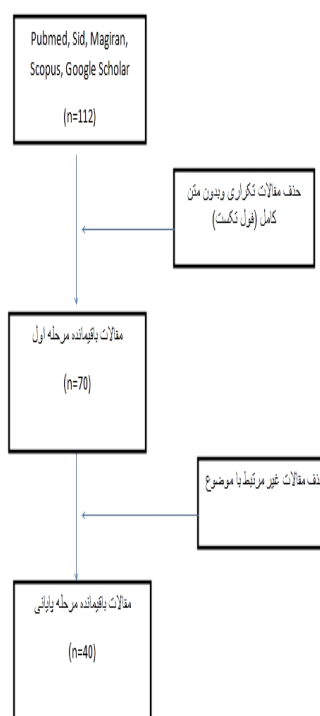 Pubmed, Sid, Magiran,
Scopus, Google Scholar
(n=112)
حذف مقالات تکراری وبدون متن
کامل (فول تکست)
مقالات باقیمانده مرحله اول
(n=70)
حذف مقالات غیر مرتبط با موضوع
مقالات باقیمانده مرحله پایانی
(n=40)